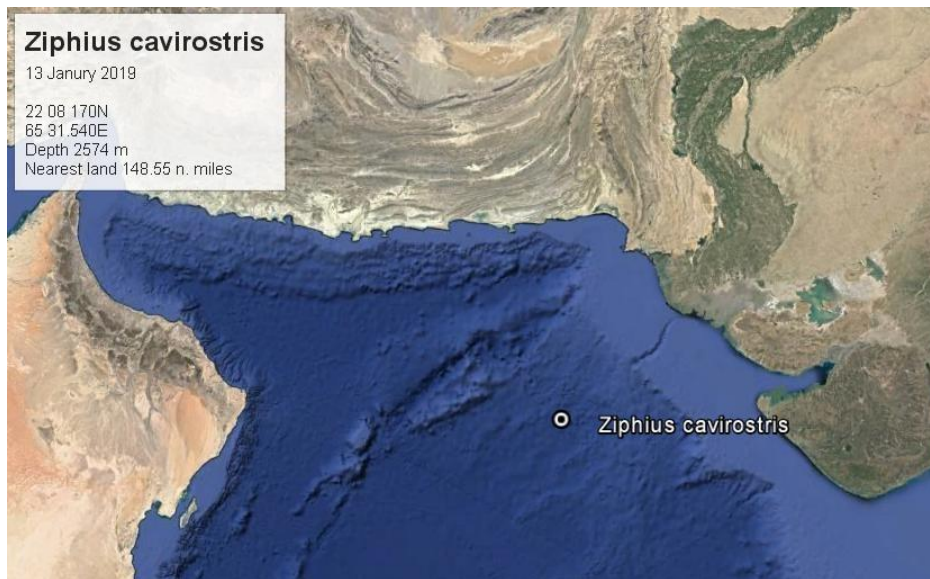 Ziphius cavirostris
13 Janury 2019
22 08 170N
65 31.540E
Depth 2574 m
Nearest land 148.55 n. miles
Ziphius cavirostris